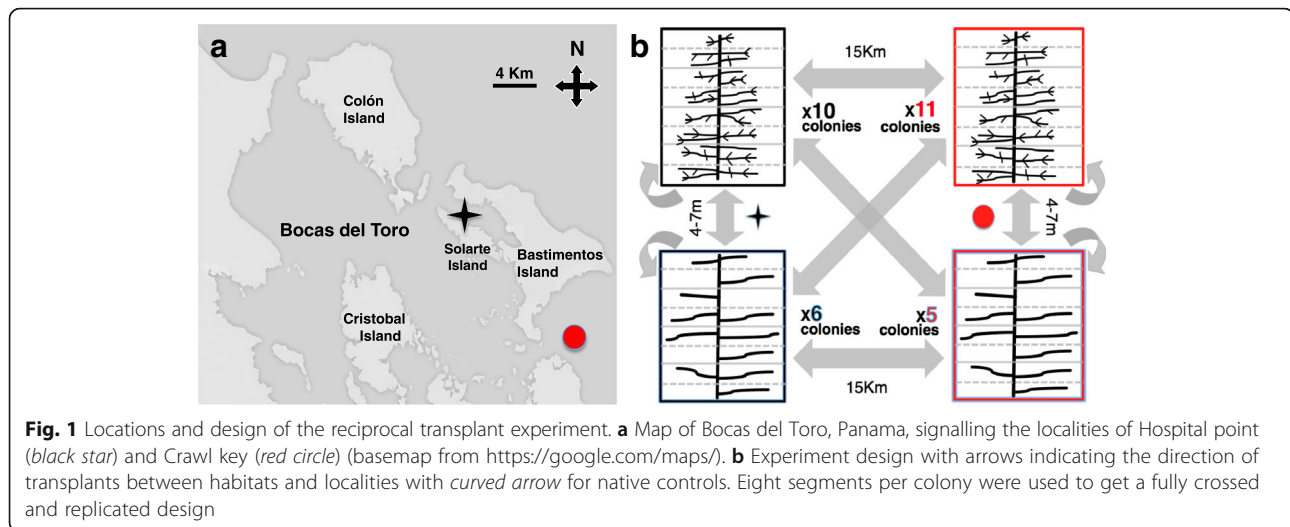 a
N
4 Km
Colón
Island
Bocas del Toro
Solarte
Island
Bastimentos
Island
Cristobal
Island
b
15Km
x10
colonies
x11
colonies
4-7m
4-7m
x6
colonies
x5
colonies
15Km
Fig. 1 Locations and design of the reciprocal transplant experiment. a Map of Bocas del Toro, Panama, signalling the localities of Hospital point
(black star) and Crawl key (red circle) (basemap from https://google.com/maps/). b Experiment design with arrows indicating the direction of
transplants between habitats and localities with curved arrow for native controls. Eight segments per colony were used to get a fully crossed
and replicated design